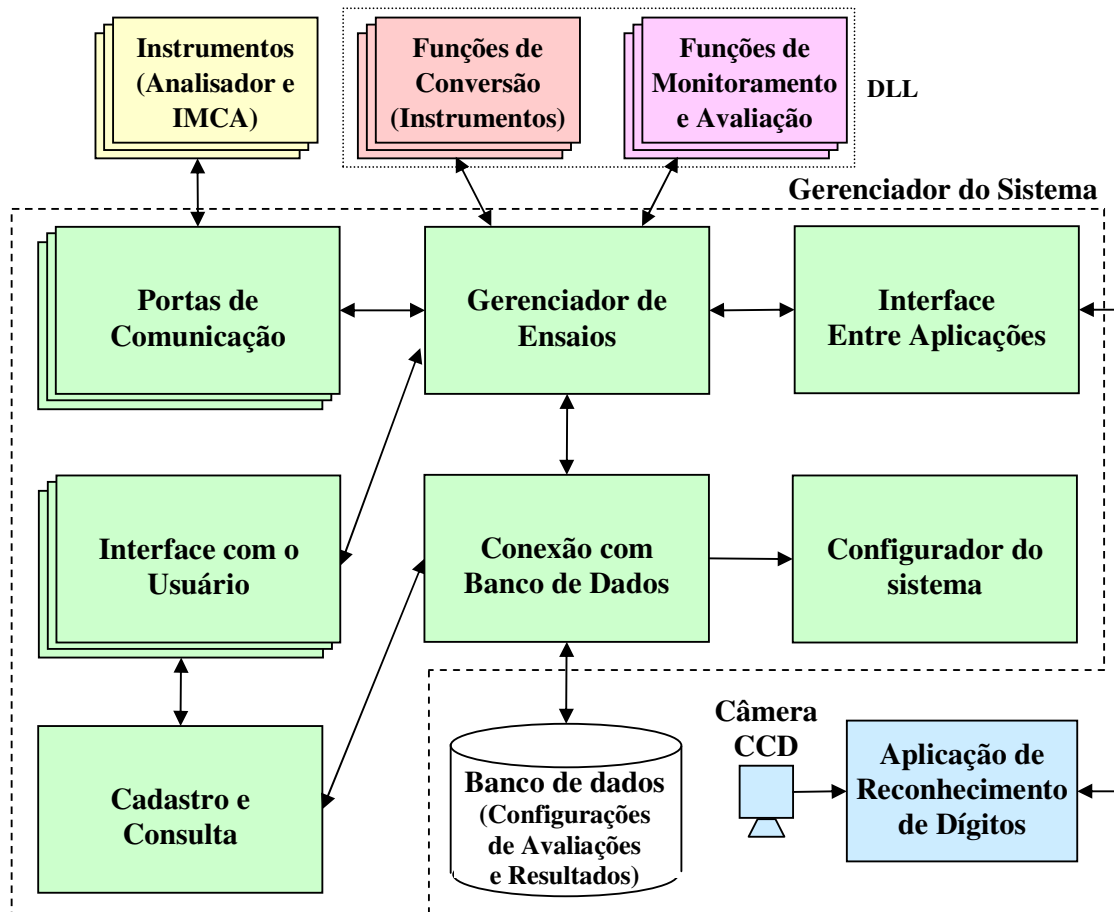 Instrumentos
(Analisador e
IMCA)
Funções de
Conversão
(Instrumentos)
Funções de
Monitoramento
e Avaliação
DLL
Gerenciador do Sistema
Portas de
Comunicação
Gerenciador de
Ensaios
Interface
Entre Aplicações
Interface com o
Usuário
Conexão com
Banco de Dados
Configurador do
sistema
Cadastro e
Consulta
Banco de dados
(Configurações
de Avaliações
e Resultados)
Câmera
CCD
Aplicação de
Reconhecimento
de Dígitos